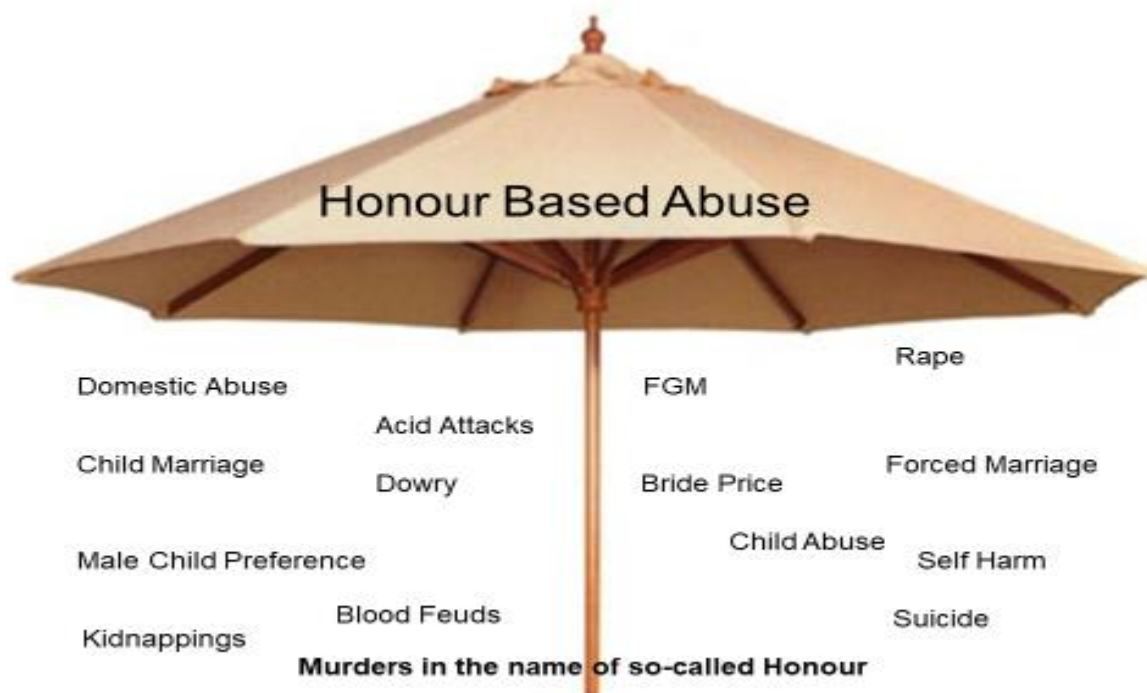 Honour Based Abuse
Rape
Domestic Abuse
FGM
Acid Attacks
Child Marriage
Forced Marriage
Dowry
Bride Price
Child Abuse
Male Child Preference
Self Harm
Blood Feuds
Suicide
Kidnappings
Murders in the name of so-called Honour